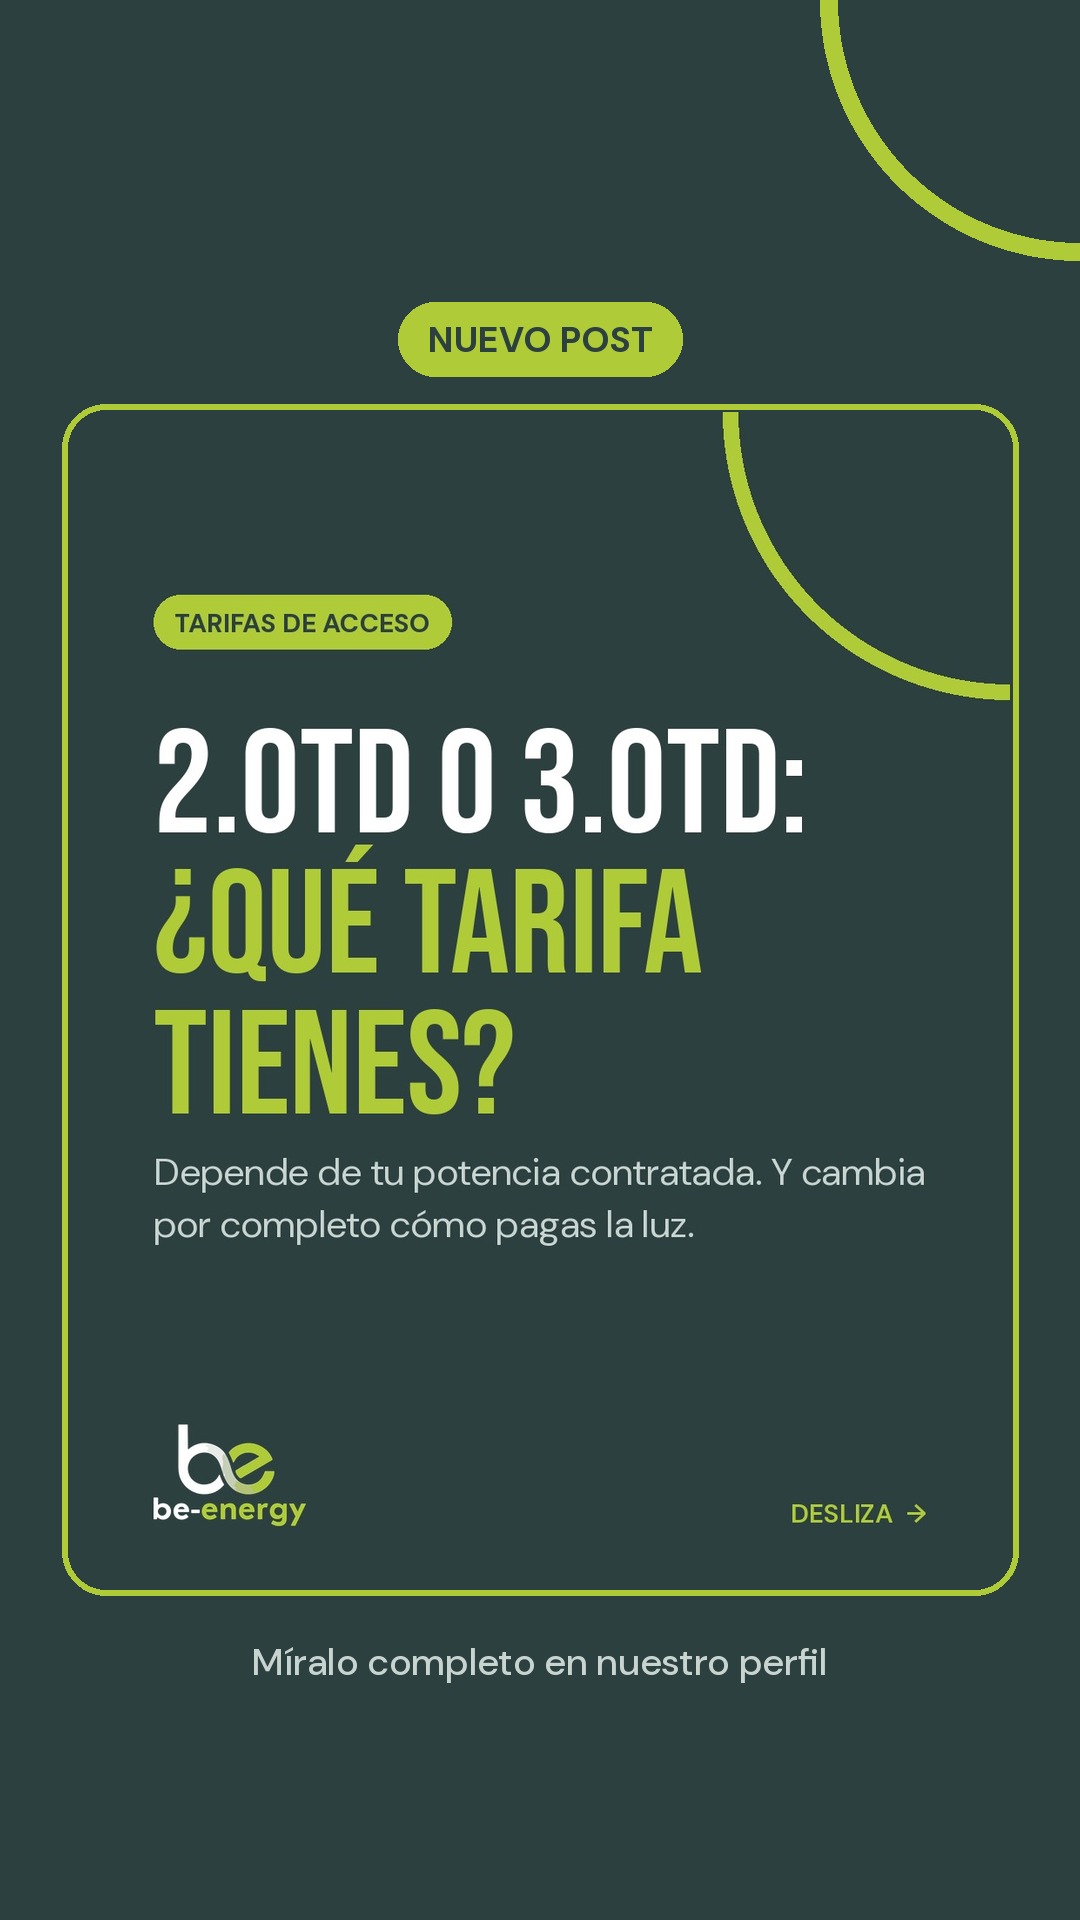 NUEVO POST
TARIFAS DE ACCESO
2.0TD O 3.0TD:
¿QUÉ TARIFA
TIENES?
Depende de tu potencia contratada. Y cambia
por completo cómo pagas la luz.
be
be-energy
DESLIZA →
Míralo completo en nuestro perfil